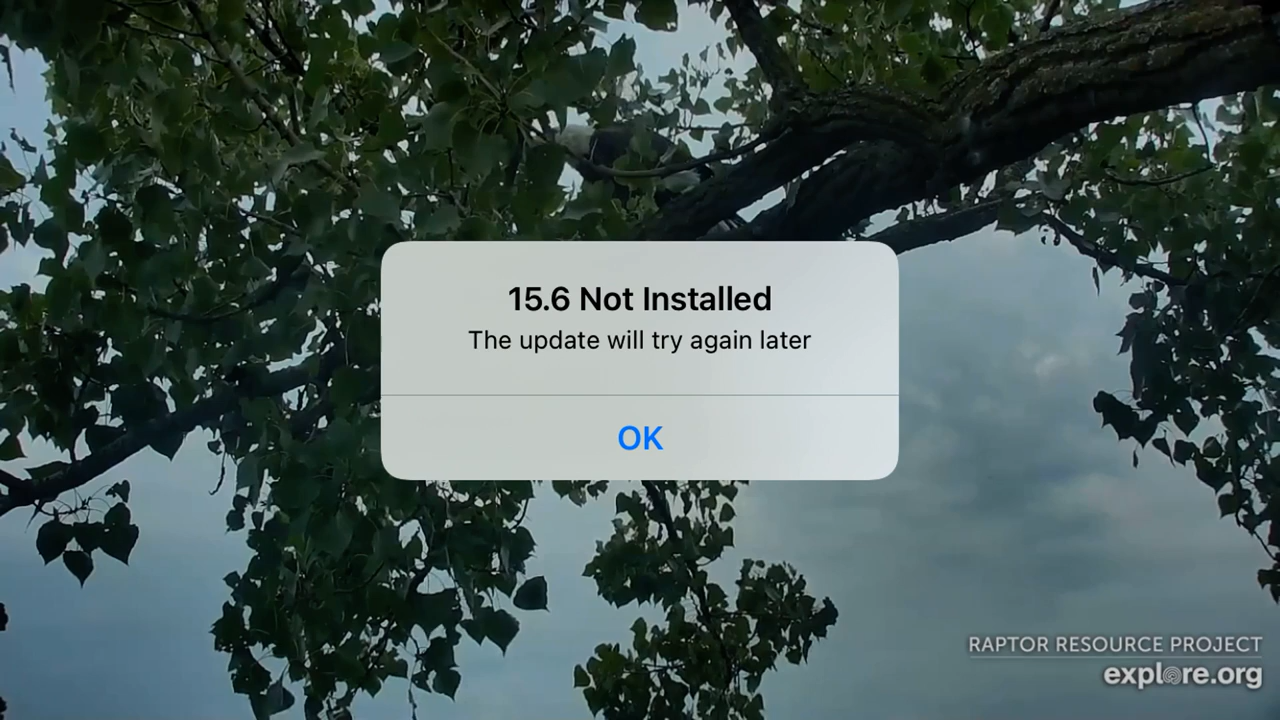 15.6 Not Installed
The update will try again later
OK
RAPTOR RESOURCE PROJECT
explore.org